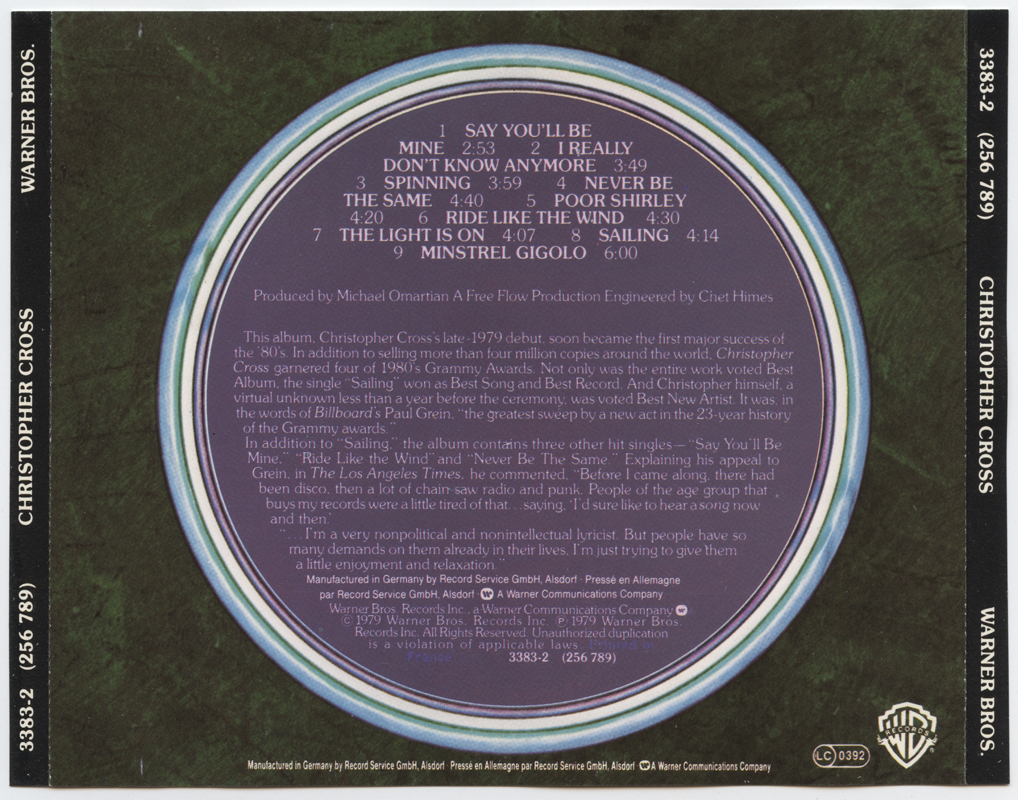 WARNER BROS.
CHRISTOPHER CROSS
3383-2 (256 789)
1 SAY YOU'LL BE
MINE 2:53 2 I REALLY
DON'T KNOW ANYMORE 3:49
3 SPINNING 3:59 4 NEVER BE
THE SAME 4:40 5 POOR SHIRLEY
4:20 6 RIDE LIKE THE WIND 4:30
7 THE LIGHT IS ON 4:07 8 SAILING 4:14
9 MINSTREL GIGOLO 6:00
Produced by Michael Omartian A Free Flow Production Engineered by Chet Himes
This album, Christopher Cross's late-1979 debut, soon became the first major success of
the '80's. In addition to selling more than four million copies around the world, Christopher
Cross garnered four of 1980's Grammy Awards. Not only was the entire work voted Best
Album, the single "Sailing" won as Best Song and Best Record. And Christopher himself, a
virtual unknown less than a year before the ceremony, was voted Best New Artist. It was, in
the words of Billboard's Paul Grein, "the greatest sweep by a new act in the 23-year history
of the Grammy awards."
In addition to "Sailing," the album contains three other hit singles—"Say You'll Be
Mine," "Ride Like the Wind" and "Never Be The Same." Explaining his appeal to
Grein, in The Los Angeles Times, he commented, "Before I came along, there had
been disco, then a lot of chain-saw radio and punk. People of the age group that
buys my records were a little tired of that...saying, 'I'd sure like to hear a song now
and then.'
"...I'm a very nonpolitical and nonintellectual lyricist. But people have so
many demands on them already in their lives, I'm just trying to give them
a little enjoyment and relaxation."
Manufactured in Germany by Record Service GmbH, Alsdorf · Pressé en Allemagne
par Record Service GmbH, Alsdorf · A Warner Communications Company
Warner Bros. Records Inc., a Warner Communications Company
© 1979 Warner Bros. Records Inc. ℗ 1979 Warner Bros.
Records Inc. All Rights Reserved. Unauthorized duplication
is a violation of applicable laws. Printed in
France 3383-2 (256 789)
Manufactured in Germany by Record Service GmbH, Alsdorf · Pressé en Allemagne par Record Service GmbH, Alsdorf · A Warner Communications Company
LC 0392
WB RECORDS
3383-2 (256 789)
CHRISTOPHER CROSS
WARNER BROS.